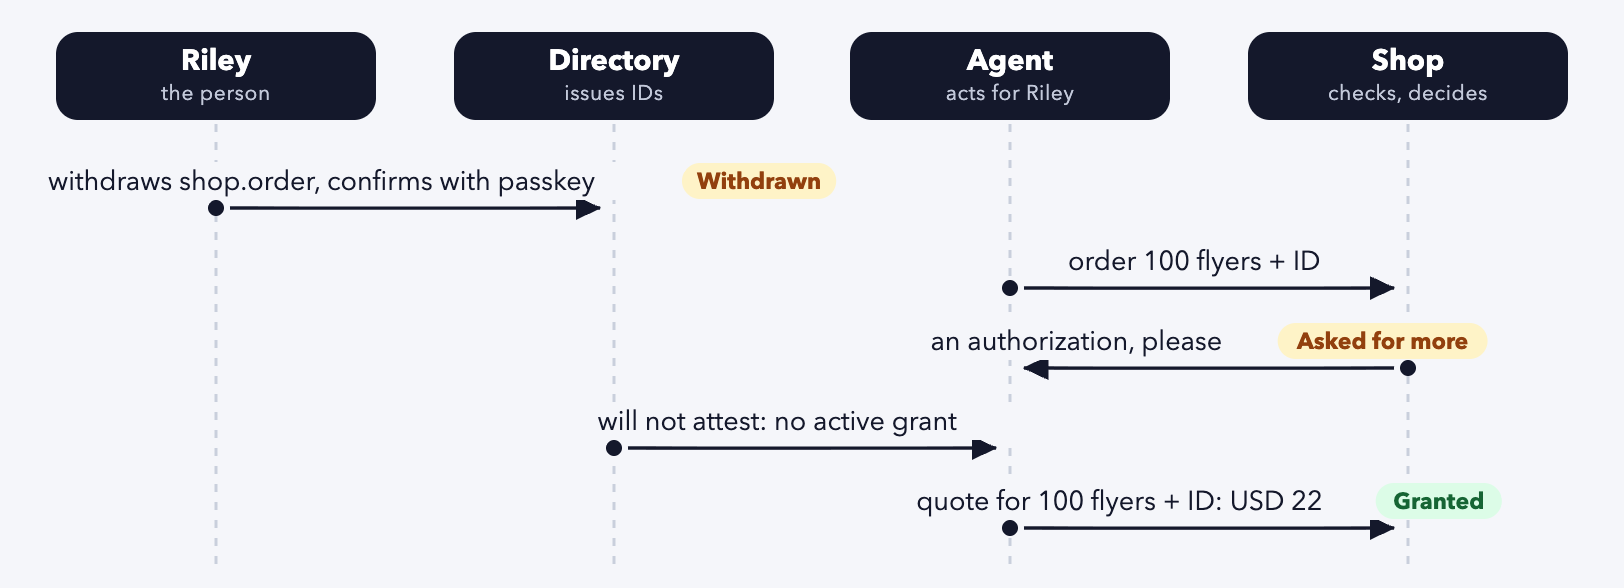 Riley
the person
Directory
issues IDs
Agent
acts for Riley
Shop
checks, decides
withdraws shop.order, confirms with passkey
Withdrawn
order 100 flyers + ID
an authorization, please
Asked for more
will not attest: no active grant
quote for 100 flyers + ID: USD 22
Granted